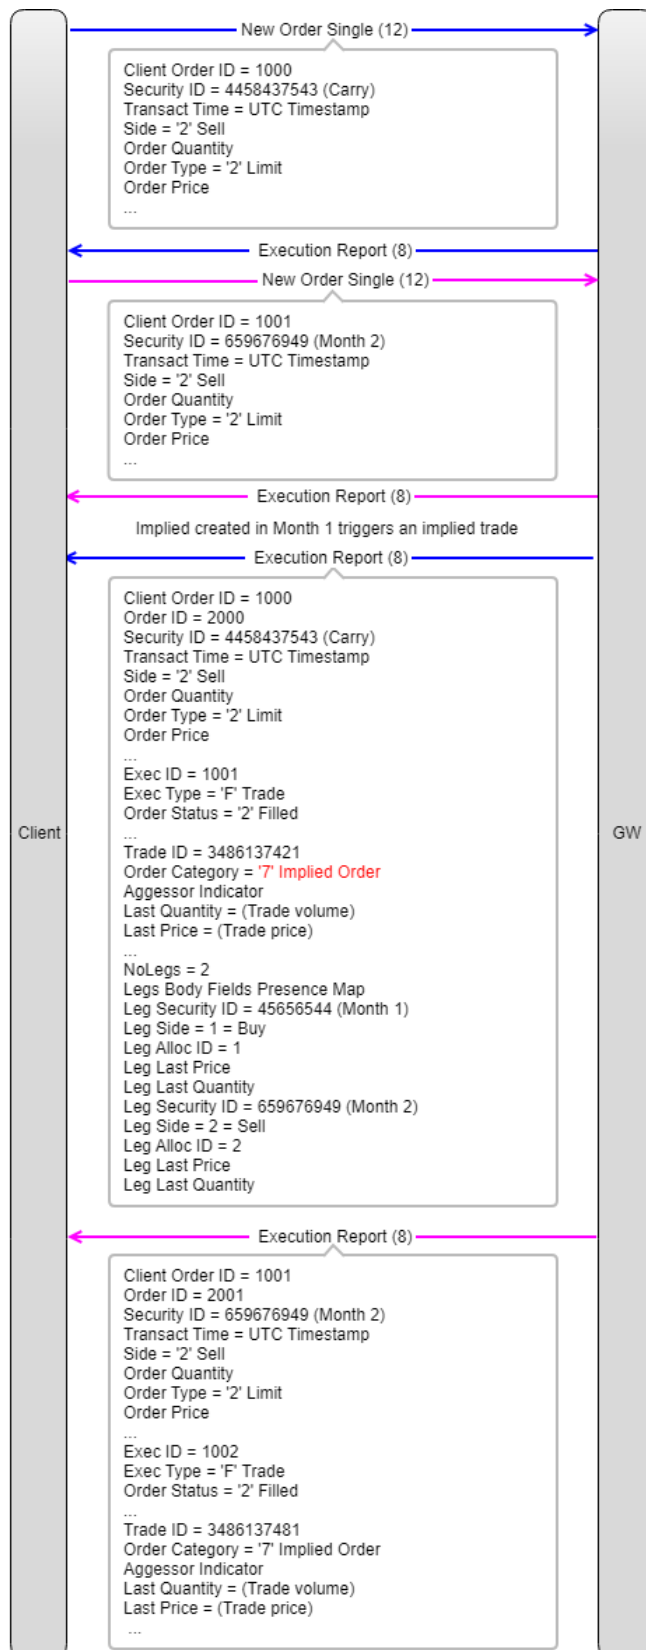 New Order Single (12)
Client Order ID = 1000
Security ID = 4458437543 (Carry)
Transact Time = UTC Timestamp
Side = '2' Sell
Order Quantity
Order Type = '2' Limit
Order Price
...
Execution Report (8)
New Order Single (12)
Client Order ID = 1001
Security ID = 659676949 (Month 2)
Transact Time = UTC Timestamp
Side = '2' Sell
Order Quantity
Order Type = '2' Limit
Order Price
...
Execution Report (8)
Implied created in Month 1 triggers an implied trade
Execution Report (8)
Client Order ID = 1000
Order ID = 2000
Security ID = 4458437543 (Carry)
Transact Time = UTC Timestamp
Side = '2' Sell
Order Quantity
Order Type = '2' Limit
Order Price
...
Exec ID = 1001
Exec Type = 'F' Trade
Order Status = '2' Filled
...
Client
GW
Trade ID = 3486137421
Order Category = '7' Implied Order
Aggessor Indicator
Last Quantity = (Trade volume)
Last Price = (Trade price)
...
NoLegs = 2
Legs Body Fields Presence Map
Leg Security ID = 45656544 (Month 1)
Leg Side = 1 = Buy
Leg Alloc ID = 1
Leg Last Price
Leg Last Quantity
Leg Security ID = 659676949 (Month 2)
Leg Side = 2 = Sell
Leg Alloc ID = 2
Leg Last Price
Leg Last Quantity
Execution Report (8)
Client Order ID = 1001
Order ID = 2001
Security ID = 659676949 (Month 2)
Transact Time = UTC Timestamp
Side = '2' Sell
Order Quantity
Order Type = '2' Limit
Order Price
...
Exec ID = 1002
Exec Type = 'F' Trade
Order Status = '2' Filled
...
Trade ID = 3486137481
Order Category = '7' Implied Order
Aggessor Indicator
Last Quantity = (Trade volume)
Last Price = (Trade price)
...